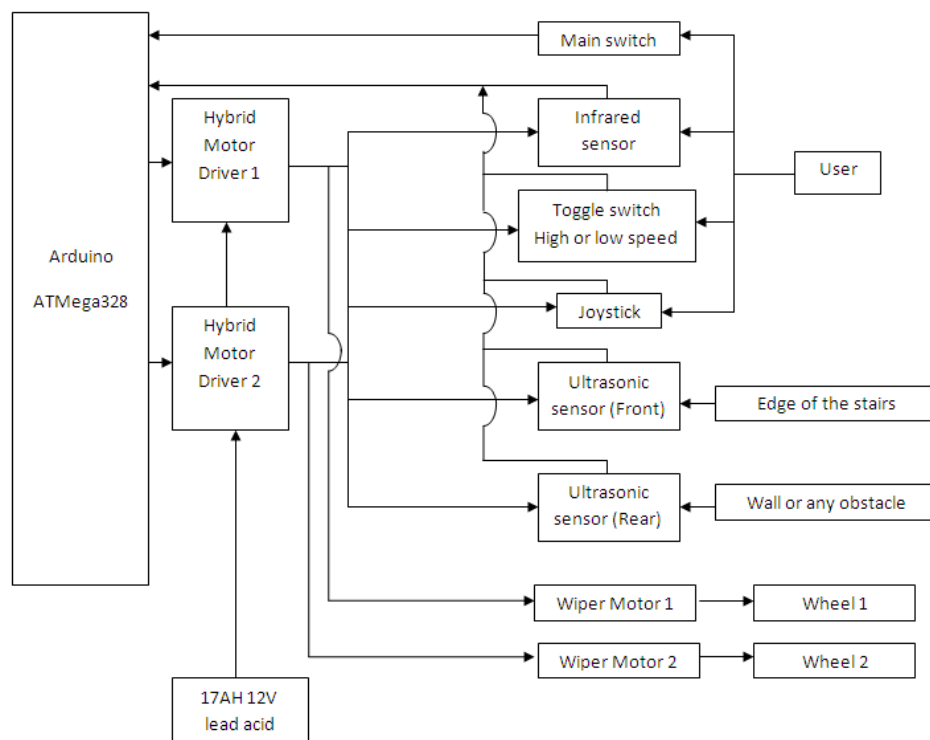 Main switch
Hybrid
Motor
Driver 1
Infrared
sensor
User
Toggle switch
High or low speed
Arduino
ATMega328
Joystick
Hybrid
Motor
Driver 2
Ultrasonic
sensor (Front)
Edge of the stairs
Ultrasonic
sensor (Rear)
Wall or any obstacle
Wiper Motor 1
Wheel 1
Wiper Motor 2
Wheel 2
17AH 12V
lead acid